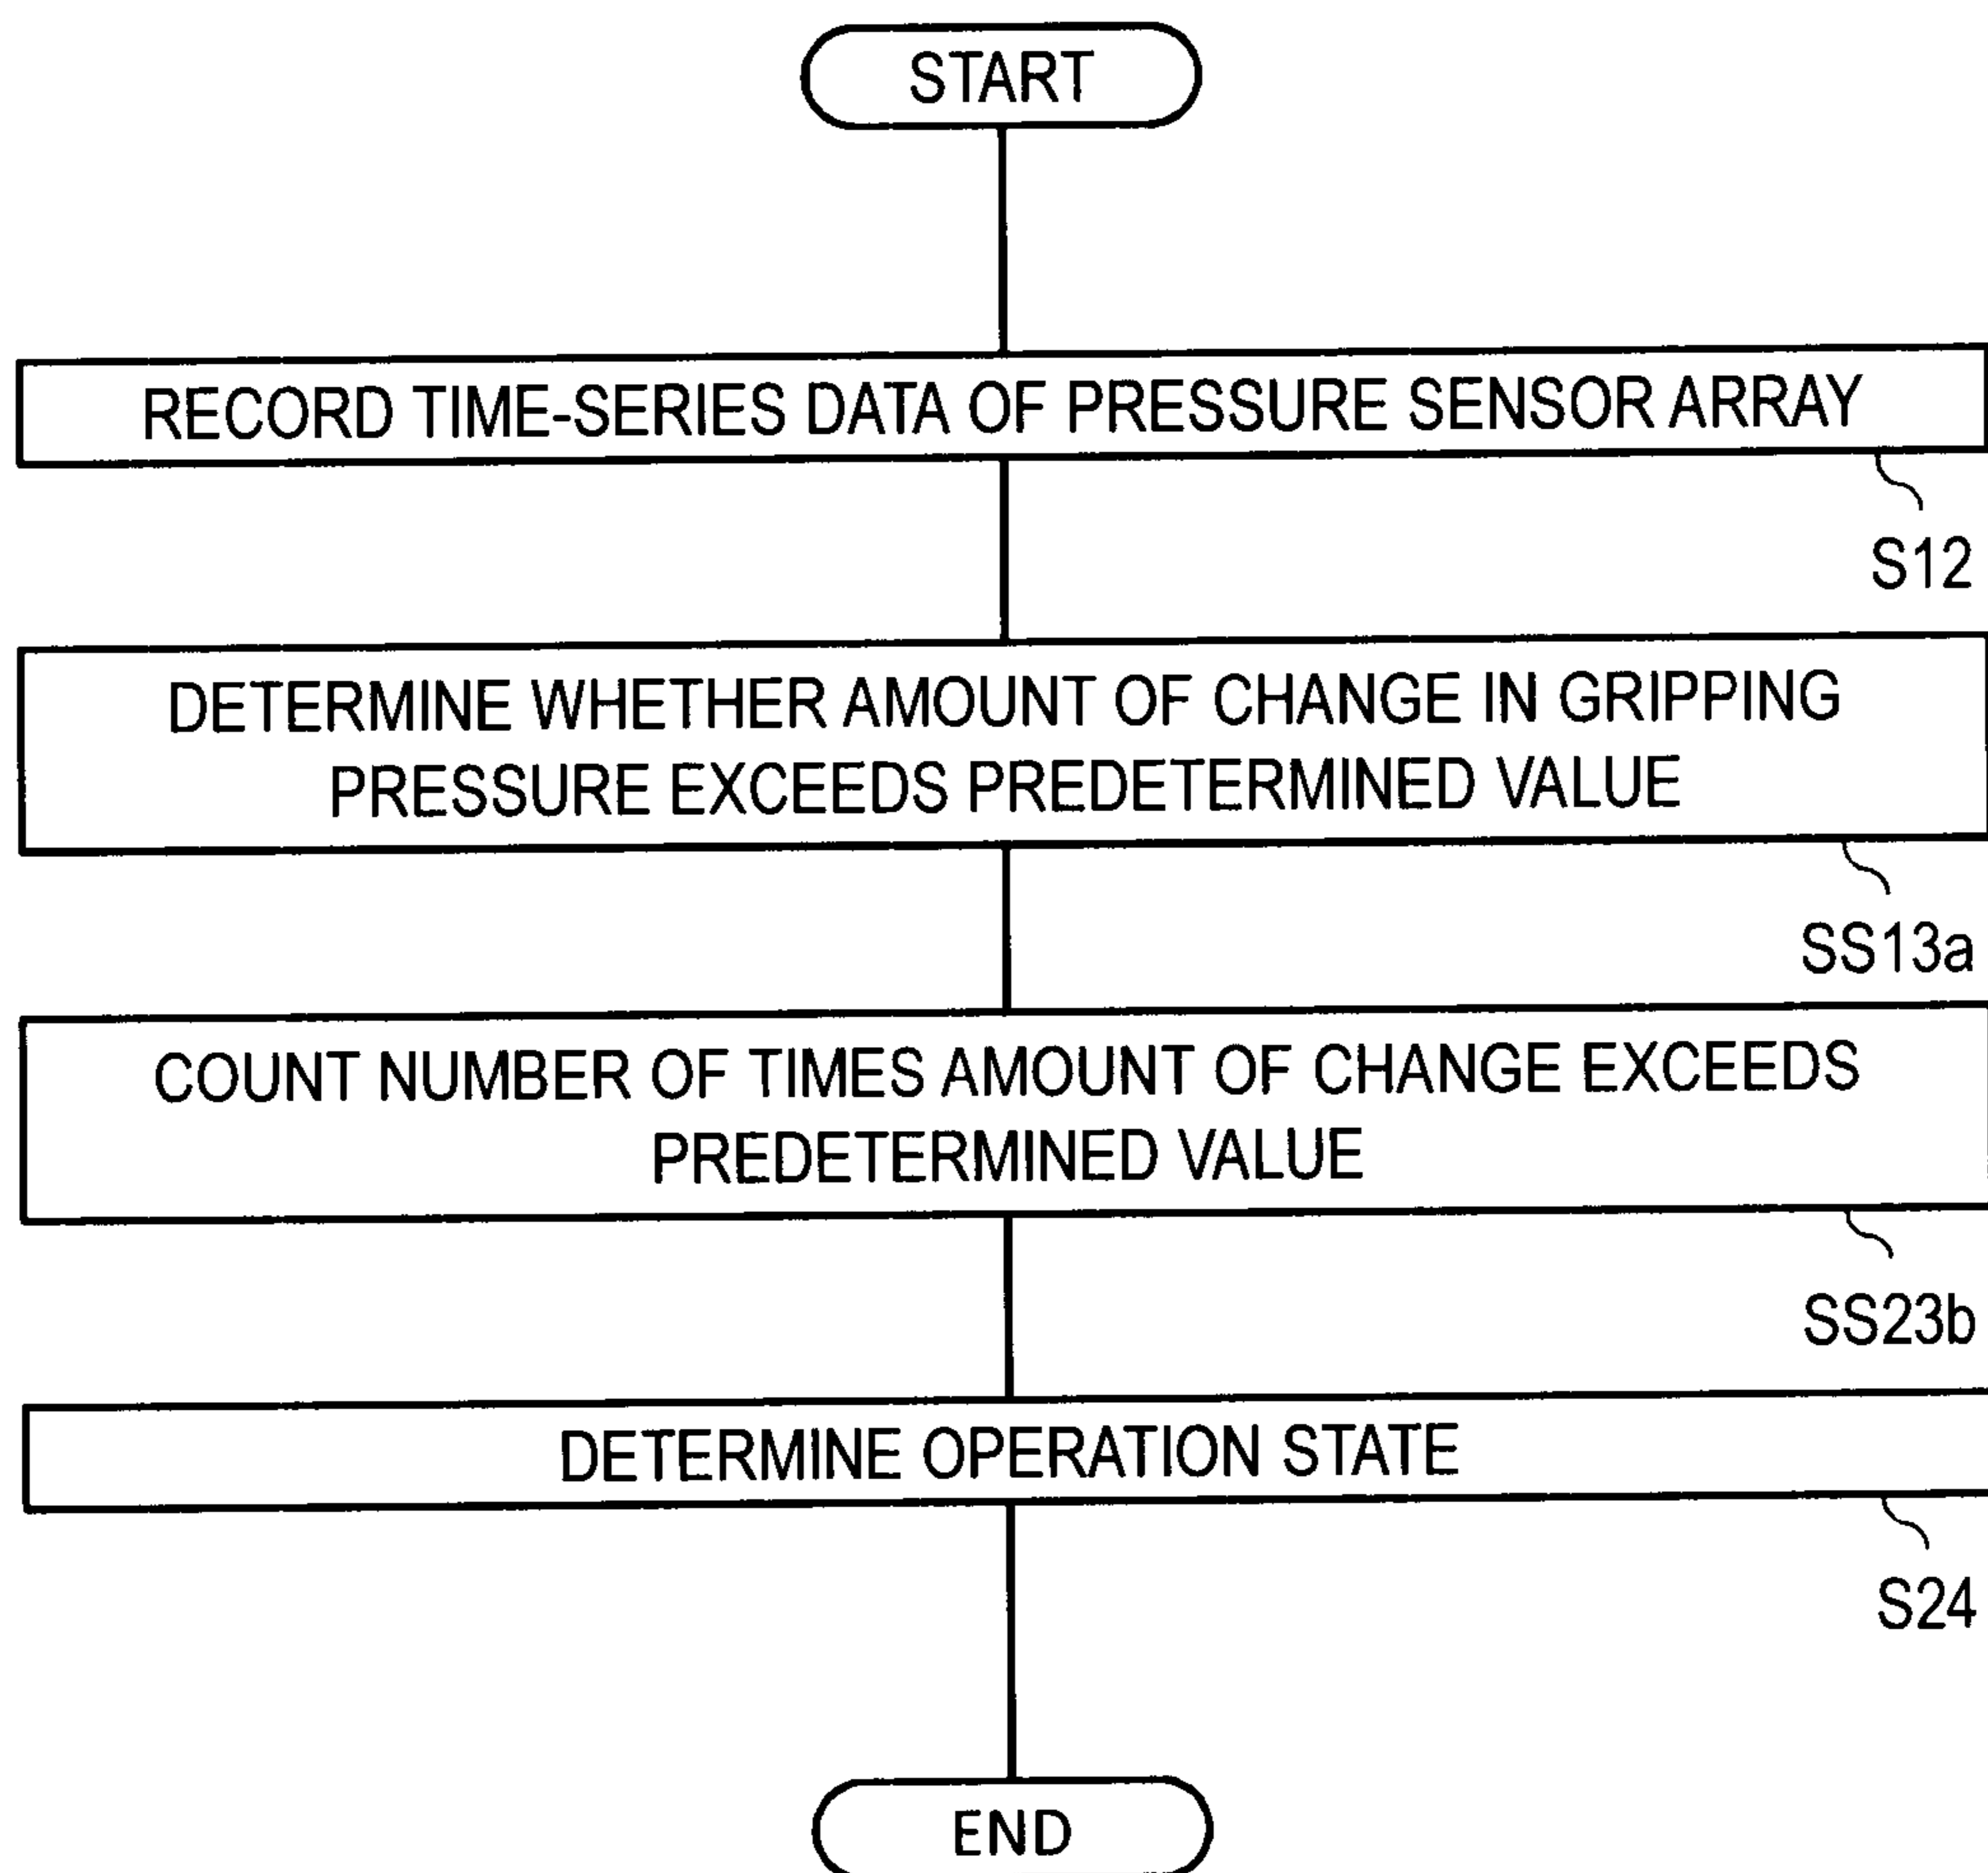 START
RECORD TIME-SERIES DATA OF PRESSURE SENSOR ARRAY
S12
DETERMINE WHETHER AMOUNT OF CHANGE IN GRIPPING
PRESSURE EXCEEDS PREDETERMINED VALUE
SS13a
COUNT NUMBER OF TIMES AMOUNT OF CHANGE EXCEEDS
PREDETERMINED VALUE
SS23b
DETERMINE OPERATION STATE
S24
END